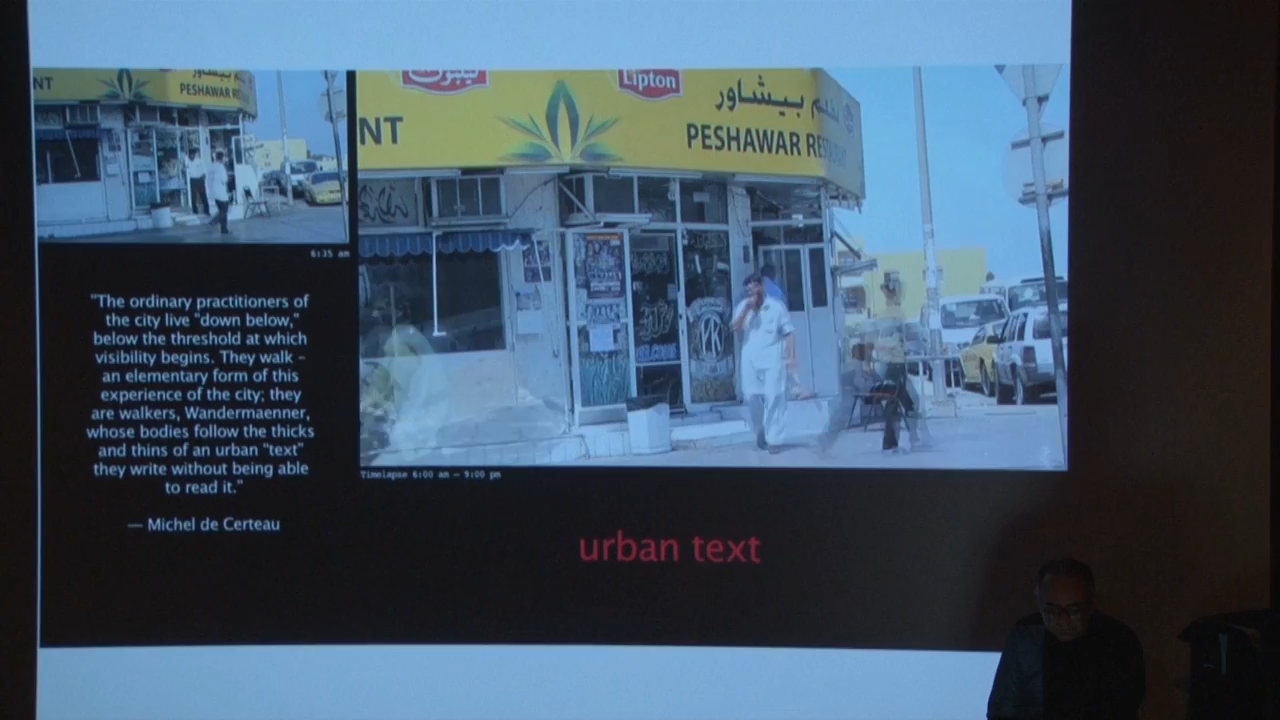 NT
PESHAWAR RES
6:35 am
"The ordinary practitioners of
the city live "down below,"
below the threshold at which
visibility begins. They walk –
an elementary form of this
experience of the city; they
are walkers, Wandermaenner,
whose bodies follow the thicks
and thins of an urban "text"
they write without being able
to read it."
— Michel de Certeau
ليبتون
Lipton
بيشاور
NT
PESHAWAR RES
Timelapse 6:00 am – 9:00 pm
urban text